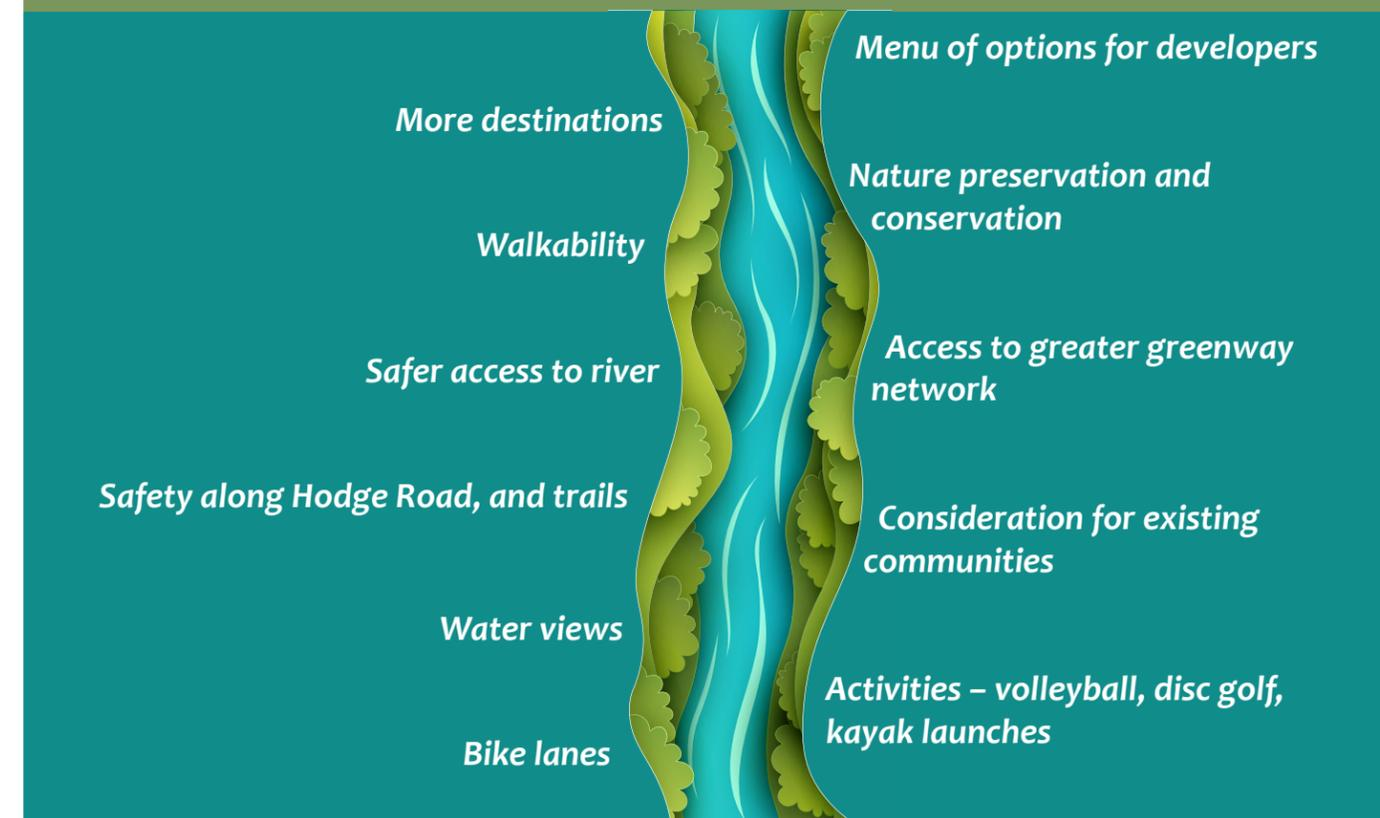 More destinations
Walkability
Safer access to river
Safety along Hodge Road, and trails
Water views
Bike lanes
Menu of options for developers
Nature preservation and
conservation
Access to greater greenway
network
Consideration for existing
communities
Activities – volleyball, disc golf,
kayak launches